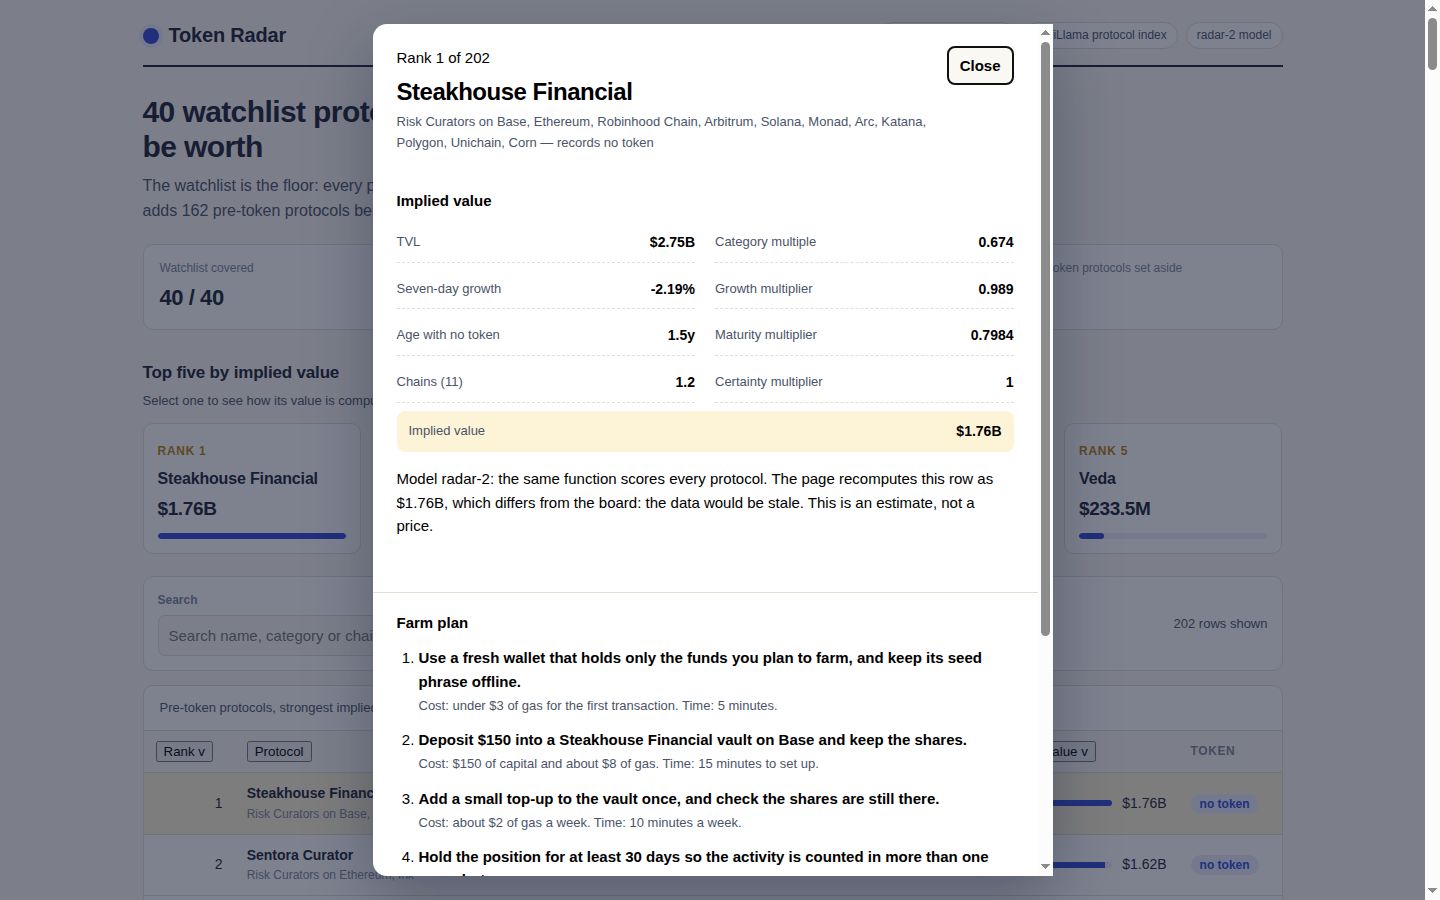 Token Radar
iLlama protocol index
radar-2 model
40 watchlist prot
be worth
The watchlist is the floor: every p
adds 162 pre-token protocols be
Watchlist covered
40 / 40
oken protocols set aside
Top five by implied value
Select one to see how its value is compu
RANK 1
Steakhouse Financial
$1.76B
RANK 5
Veda
$233.5M
Search
Search name, category or chai
202 rows shown
Pre-token protocols, strongest implied
Rank v
Protocol
alue v
TOKEN
1
Steakhouse Financ
Risk Curators on Base,
$1.76B
no token
2
Sentora Curator
Risk Curators on Ethereum, Ink
$1.62B
no token
Rank 1 of 202
Close
Steakhouse Financial
Risk Curators on Base, Ethereum, Robinhood Chain, Arbitrum, Solana, Monad, Arc, Katana,
Polygon, Unichain, Corn — records no token
Implied value
TVL $2.75B Category multiple 0.674
Seven-day growth -2.19% Growth multiplier 0.989
Age with no token 1.5y Maturity multiplier 0.7984
Chains (11) 1.2 Certainty multiplier 1
Implied value $1.76B
Model radar-2: the same function scores every protocol. The page recomputes this row as
$1.76B, which differs from the board: the data would be stale. This is an estimate, not a
price.
Farm plan
1. Use a fresh wallet that holds only the funds you plan to farm, and keep its seed
phrase offline.
Cost: under $3 of gas for the first transaction. Time: 5 minutes.
2. Deposit $150 into a Steakhouse Financial vault on Base and keep the shares.
Cost: $150 of capital and about $8 of gas. Time: 15 minutes to set up.
3. Add a small top-up to the vault once, and check the shares are still there.
Cost: about $2 of gas a week. Time: 10 minutes a week.
4. Hold the position for at least 30 days so the activity is counted in more than one